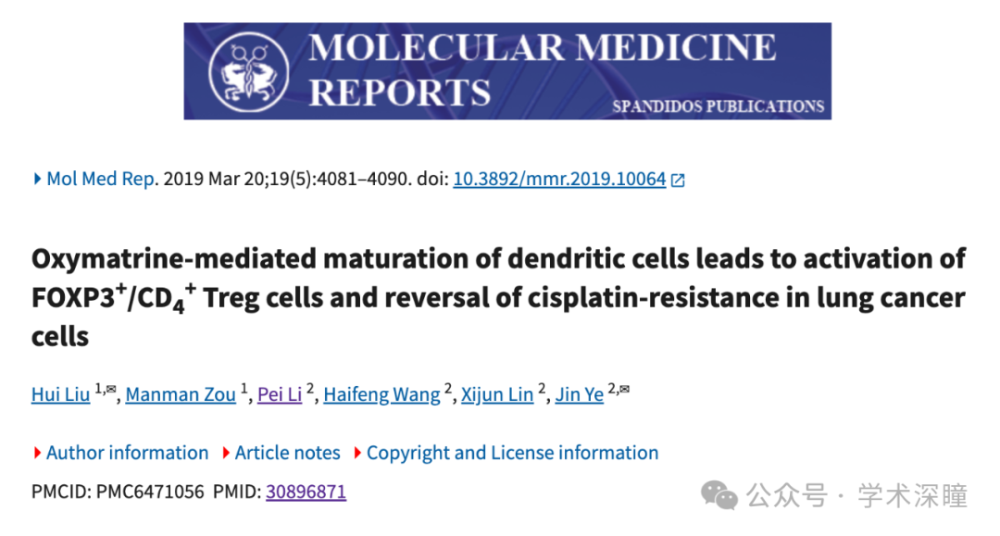 MOLECULAR MEDICINE
REPORTS
SPANDIDOS PUBLICATIONS
Mol Med Rep. 2019 Mar 20;19(5):4081–4090. doi: 10.3892/mmr.2019.10064
Oxymatrine-mediated maturation of dendritic cells leads to activation of
FOXP3⁺/CD₄⁺ Treg cells and reversal of cisplatin-resistance in lung cancer
cells
Hui Liu ¹,✉, Manman Zou ¹, Pei Li ², Haifeng Wang ², Xijun Lin ², Jin Ye ²,✉
Author information Article notes Copyright and License information
PMCID: PMC6471056 PMID: 30896871
公众号 · 学术深瞳